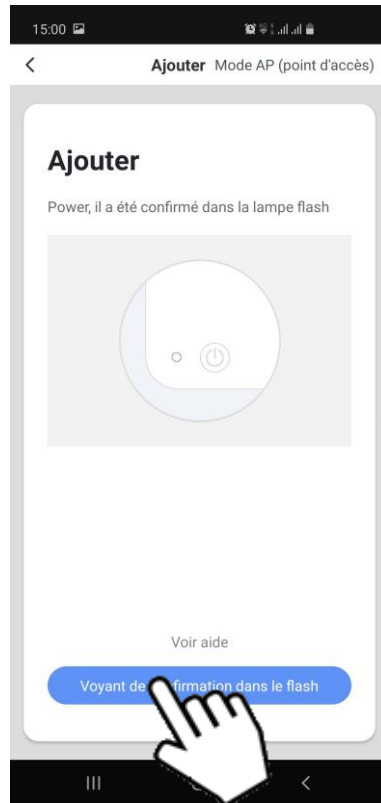 15:00
Ajouter Mode AP (point d'accès)
Ajouter
Power, il a été confirmé dans la lampe flash
Voir aide
Voyant de firmation dans le flash